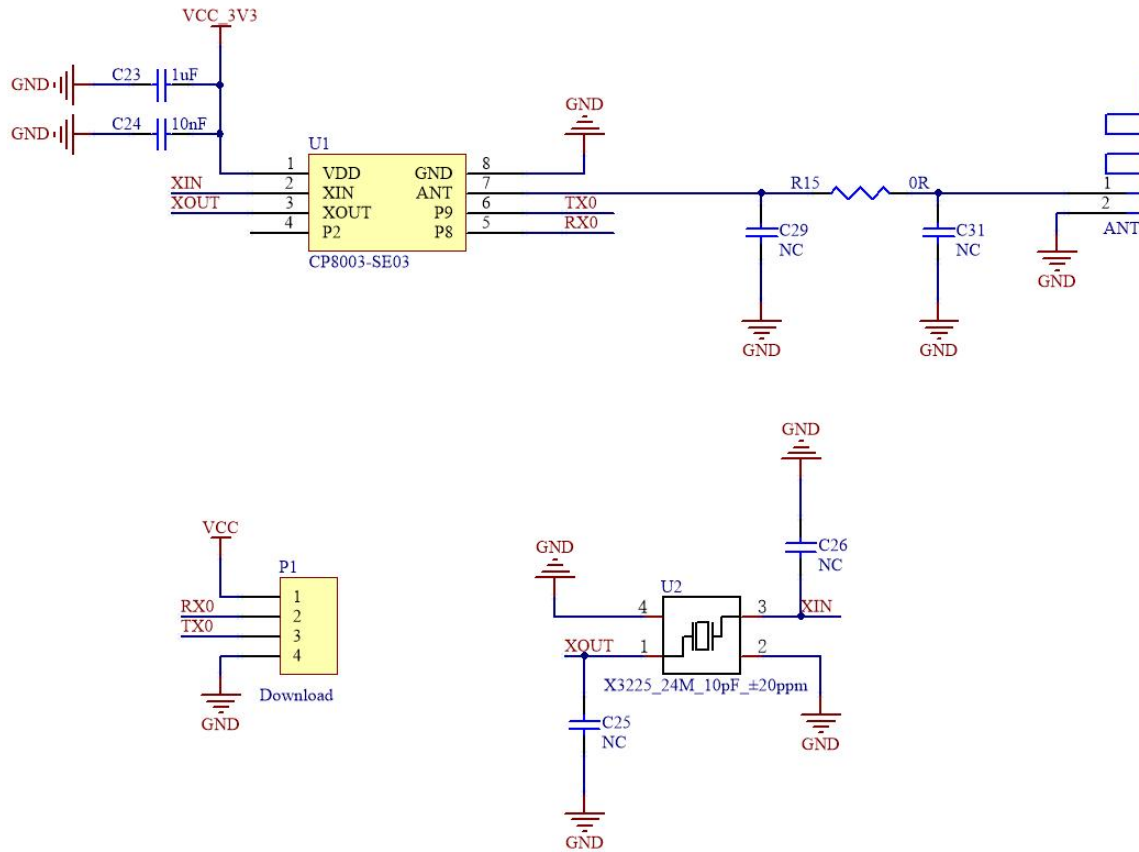 VCC_3V3
GND C23 1uF
GND C24 10nF
GND
U1
1 VDD GND 8
XIN 2 XIN ANT 7
XOUT 3 XOUT P9 6 TX0
4 P2 P8 5 RX0
CP8003-SE03
R15 0R
C29
NC
GND
C31
NC
GND
1
2
ANT
GND
VCC
P1
1
RX0 2
TX0 3
4
GND
Download
GND
C26
NC
GND
U2
4 3 XIN
XOUT 1 2
X3225_24M_10pF_±20ppm
C25
NC
GND
GND